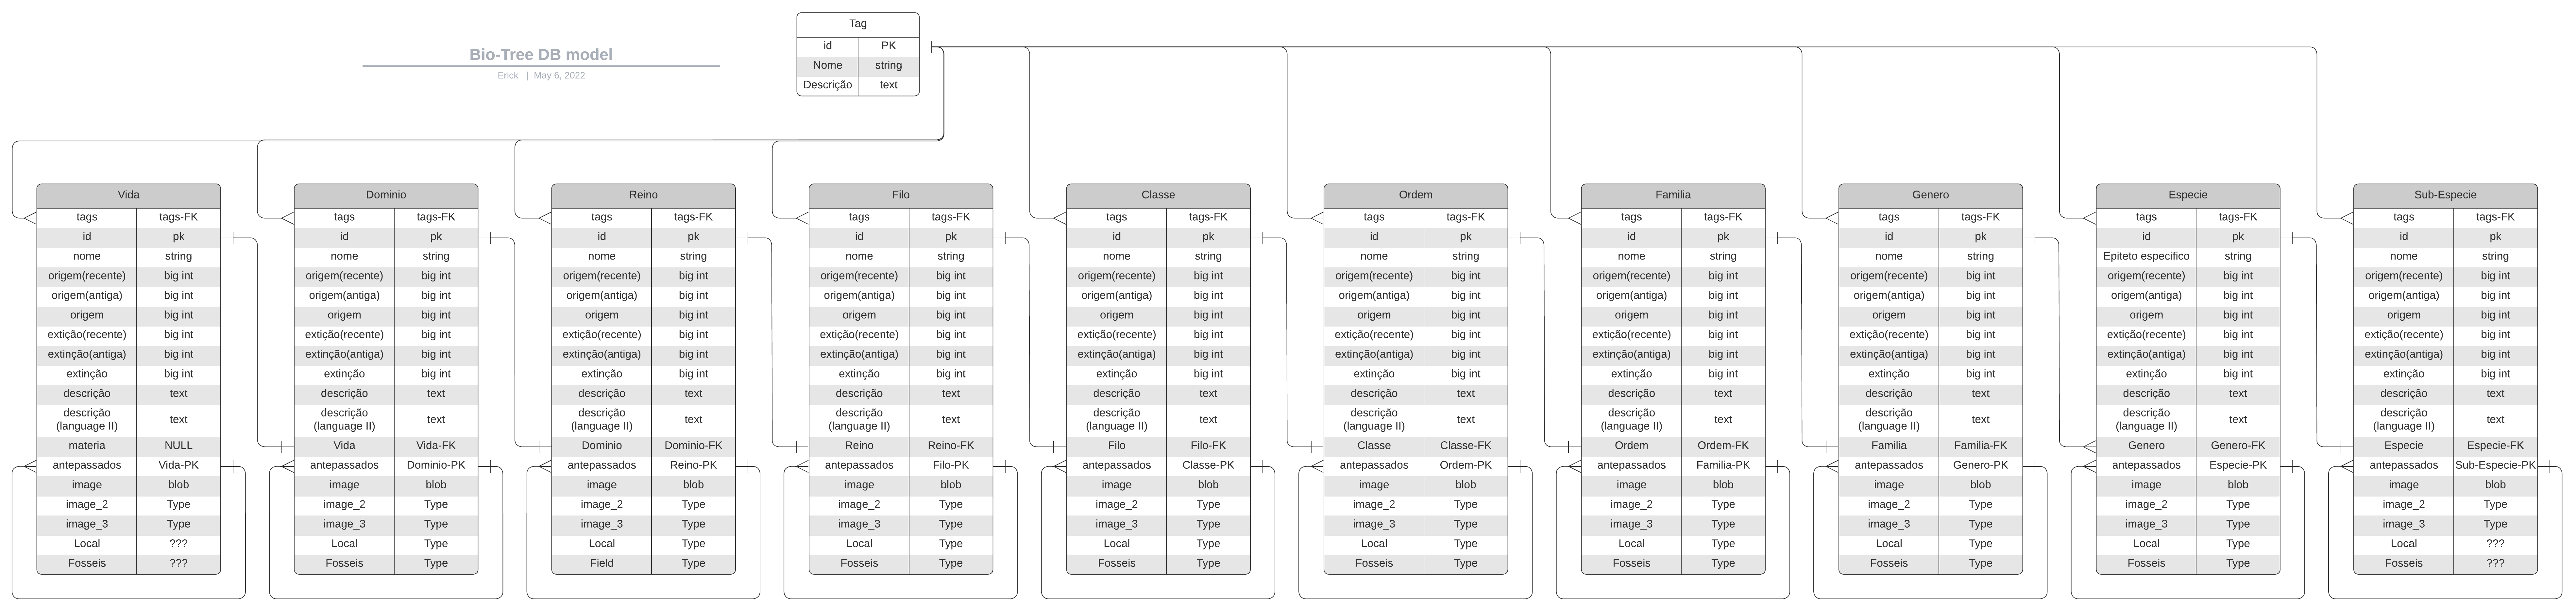 Tag
id PK
Nome string
Descrição text
Bio-Tree DB model
Erick | May 6, 2022
Vida
tags tags-FK
id pk
nome string
origem(recente) big int
origem(antiga) big int
origem big int
extição(recente) big int
extinção(antiga) big int
extinção big int
descrição text
descrição
(language II) text
materia NULL
antepassados Vida-PK
image blob
image_2 Type
image_3 Type
Local ???
Fosseis ???
Dominio
tags tags-FK
id pk
nome string
origem(recente) big int
origem(antiga) big int
origem big int
extição(recente) big int
extinção(antiga) big int
extinção big int
descrição text
descrição
(language II) text
Vida Vida-FK
antepassados Dominio-PK
image blob
image_2 Type
image_3 Type
Local Type
Fosseis Type
Reino
tags tags-FK
id pk
nome string
origem(recente) big int
origem(antiga) big int
origem big int
extição(recente) big int
extinção(antiga) big int
extinção big int
descrição text
descrição
(language II) text
Dominio Dominio-FK
antepassados Reino-PK
image blob
image_2 Type
image_3 Type
Local Type
Field Type
Filo
tags tags-FK
id pk
nome string
origem(recente) big int
origem(antiga) big int
origem big int
extição(recente) big int
extinção(antiga) big int
extinção big int
descrição text
descrição
(language II) text
Reino Reino-FK
antepassados Filo-PK
image blob
image_2 Type
image_3 Type
Local Type
Fosseis Type
Classe
tags tags-FK
id pk
nome string
origem(recente) big int
origem(antiga) big int
origem big int
extição(recente) big int
extinção(antiga) big int
extinção big int
descrição text
descrição
(language II) text
Filo Filo-FK
antepassados Classe-PK
image blob
image_2 Type
image_3 Type
Local Type
Fosseis Type
Ordem
tags tags-FK
id pk
nome string
origem(recente) big int
origem(antiga) big int
origem big int
extição(recente) big int
extinção(antiga) big int
extinção big int
descrição text
descrição
(language II) text
Classe Classe-FK
antepassados Ordem-PK
image blob
image_2 Type
image_3 Type
Local Type
Fosseis Type
Familia
tags tags-FK
id pk
nome string
origem(recente) big int
origem(antiga) big int
origem big int
extição(recente) big int
extinção(antiga) big int
extinção big int
descrição text
descrição
(language II) text
Ordem Ordem-FK
antepassados Familia-PK
image blob
image_2 Type
image_3 Type
Local Type
Fosseis Type
Genero
tags tags-FK
id pk
nome string
origem(recente) big int
origem(antiga) big int
origem big int
extição(recente) big int
extinção(antiga) big int
extinção big int
descrição text
descrição
(language II) text
Familia Familia-FK
antepassados Genero-PK
image blob
image_2 Type
image_3 Type
Local Type
Fosseis Type
Especie
tags tags-FK
id pk
Epiteto especifico string
origem(recente) big int
origem(antiga) big int
origem big int
extição(recente) big int
extinção(antiga) big int
extinção big int
descrição text
descrição
(language II) text
Genero Genero-FK
antepassados Especie-PK
image blob
image_2 Type
image_3 Type
Local Type
Fosseis Type
Sub-Especie
tags tags-FK
id pk
nome string
origem(recente) big int
origem(antiga) big int
origem big int
extição(recente) big int
extinção(antiga) big int
extinção big int
descrição text
descrição
(language II) text
Especie Especie-FK
antepassados Sub-Especie-PK
image blob
image_2 Type
image_3 Type
Local ???
Fosseis ???